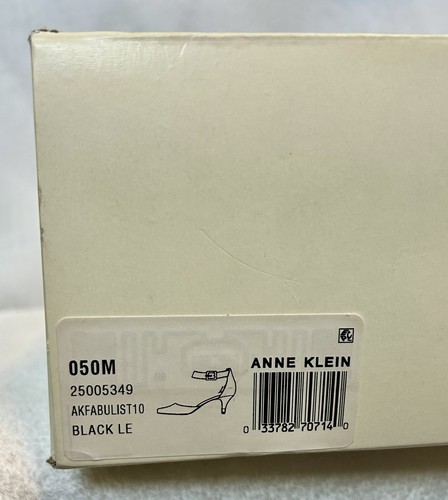 050M
25005349
AKFABULIST10
BLACK LE
ANNE KLEIN
0 33782 70714 0